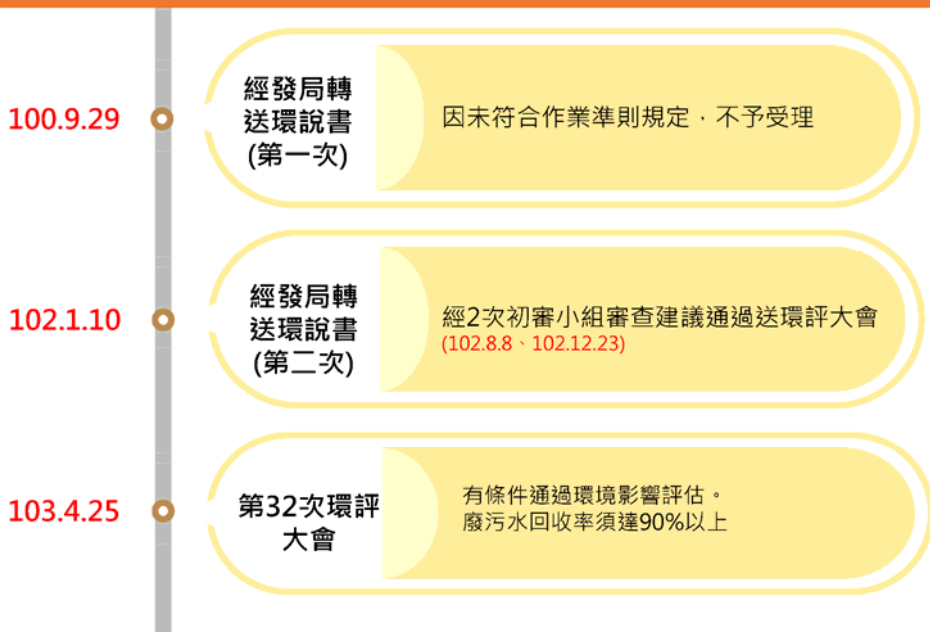 100.9.29
經發局轉
送環說書
(第一次)
因未符合作業準則規定，不予受理
102.1.10
經發局轉
送環說書
(第二次)
經2次初審小組審查建議通過送環評大會
(102.8.8、102.12.23)
103.4.25
第32次環評
大會
有條件通過環境影響評估。
廢污水回收率須達90%以上